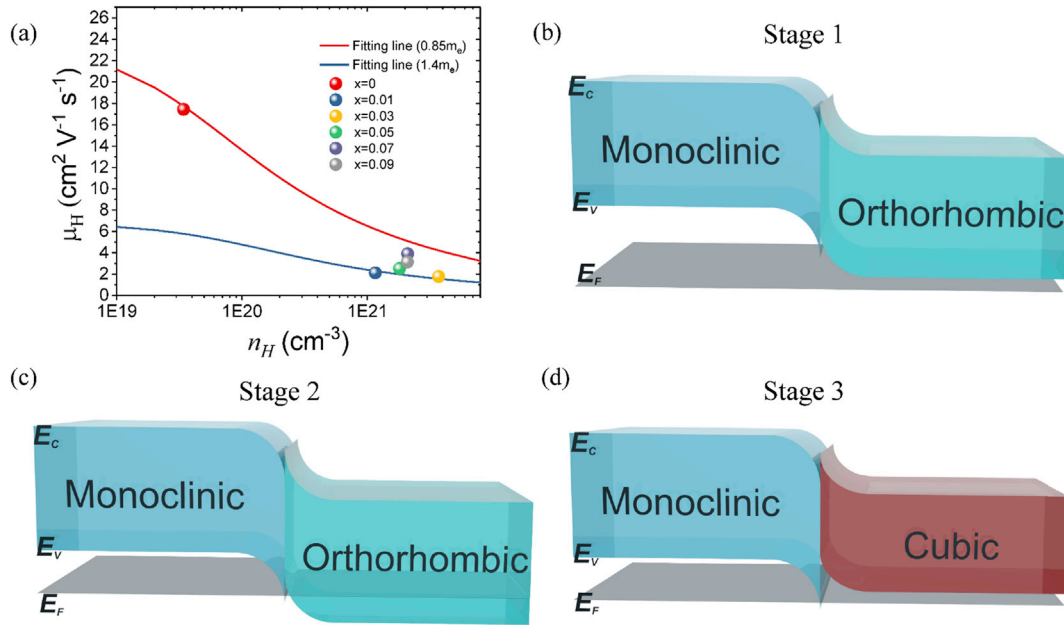 (a)
26
24
22
20
18
16
14
12
10
8
6
4
2
0
μH (cm² V⁻¹ s⁻¹)
1E19
1E20
1E21
nH (cm⁻³)
Fitting line (0.85me)
Fitting line (1.4me)
x=0
x=0.01
x=0.03
x=0.05
x=0.07
x=0.09
(b)
Stage 1
EC
Monoclinic
EV
Orthorhombic
EF
(c)
Stage 2
EC
Monoclinic
EV
Orthorhombic
EF
(d)
Stage 3
EC
Monoclinic
EV
Cubic
EF